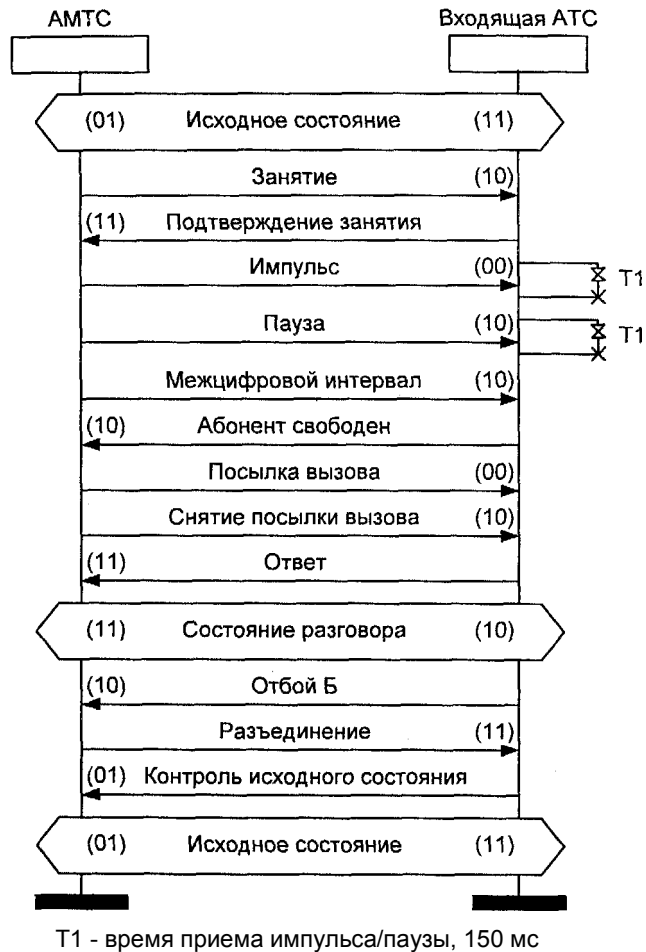 АМТС Входящая АТС
(01) Исходное состояние (11)
Занятие (10)
(11) Подтверждение занятия
Импульс (00)
T1
Пауза (10)
T1
Межцифровой интервал (10)
(10) Абонент свободен
Посылка вызова (00)
Снятие посылки вызова (10)
(11) Ответ
(11) Состояние разговора (10)
(10) Отбой Б
Разъединение (11)
(01) Контроль исходного состояния
(01) Исходное состояние (11)
T1 - время приема импульса/паузы, 150 мс